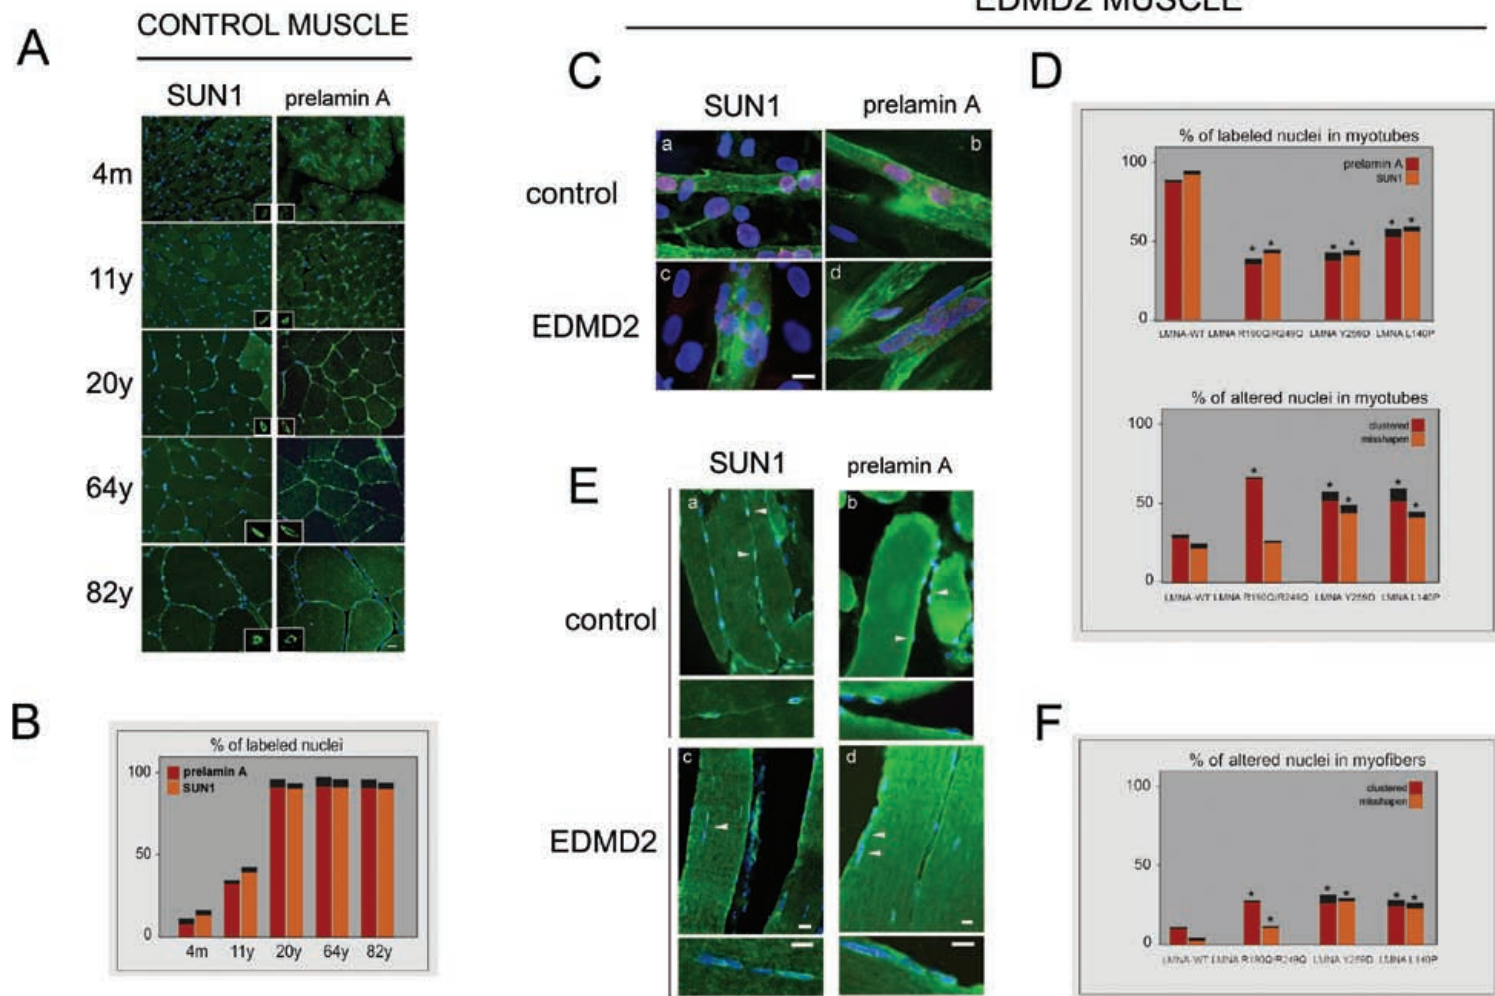 EDMD2 MUSCLE
CONTROL MUSCLE
A
SUN1
prelamin A
4m
11y
20y
64y
82y
B
% of labeled nuclei
100
50
0
prelamin A
SUN1
4m
11y
20y
64y
82y
C
SUN1
prelamin A
control
EDMD2
a
b
c
d
D
% of labeled nuclei in myotubes
100
50
0
prelamin A
SUN1
* * * * * *
LMNA-WT LMNA R190Q/R249Q LMNA Y259D LMNA L140P
% of altered nuclei in myotubes
100
50
0
clustered
misshapen
* * * * *
LMNA-WT LMNA R190Q/R249Q LMNA Y259D LMNA L140P
E
SUN1
prelamin A
control
EDMD2
a
b
c
d
F
% of altered nuclei in myofibers
100
50
0
clustered
misshapen
* * * * * *
LMNA-WT LMNA R190Q/R249Q LMNA Y259D LMNA L140P